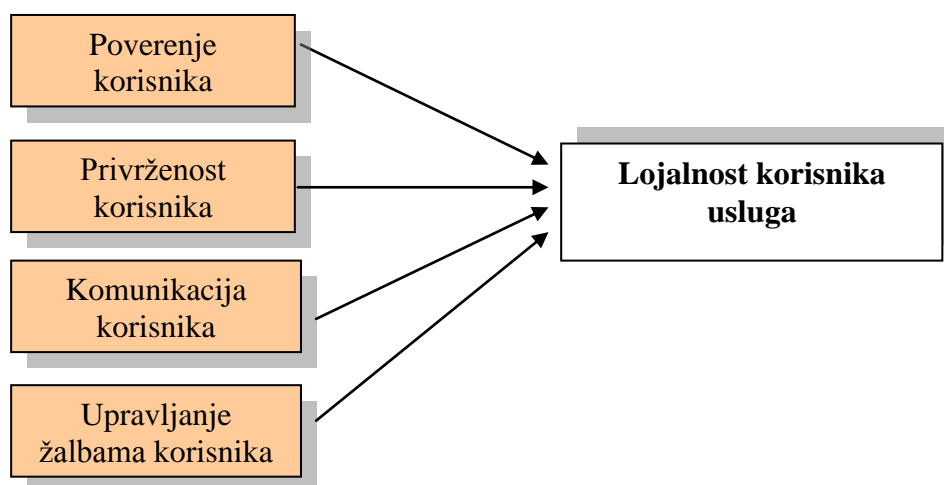 Poverenje
korisnika
Privrženost
korisnika
Komunikacija
korisnika
Upravljanje
žalbama korisnika
Lojalnost korisnika
usluga